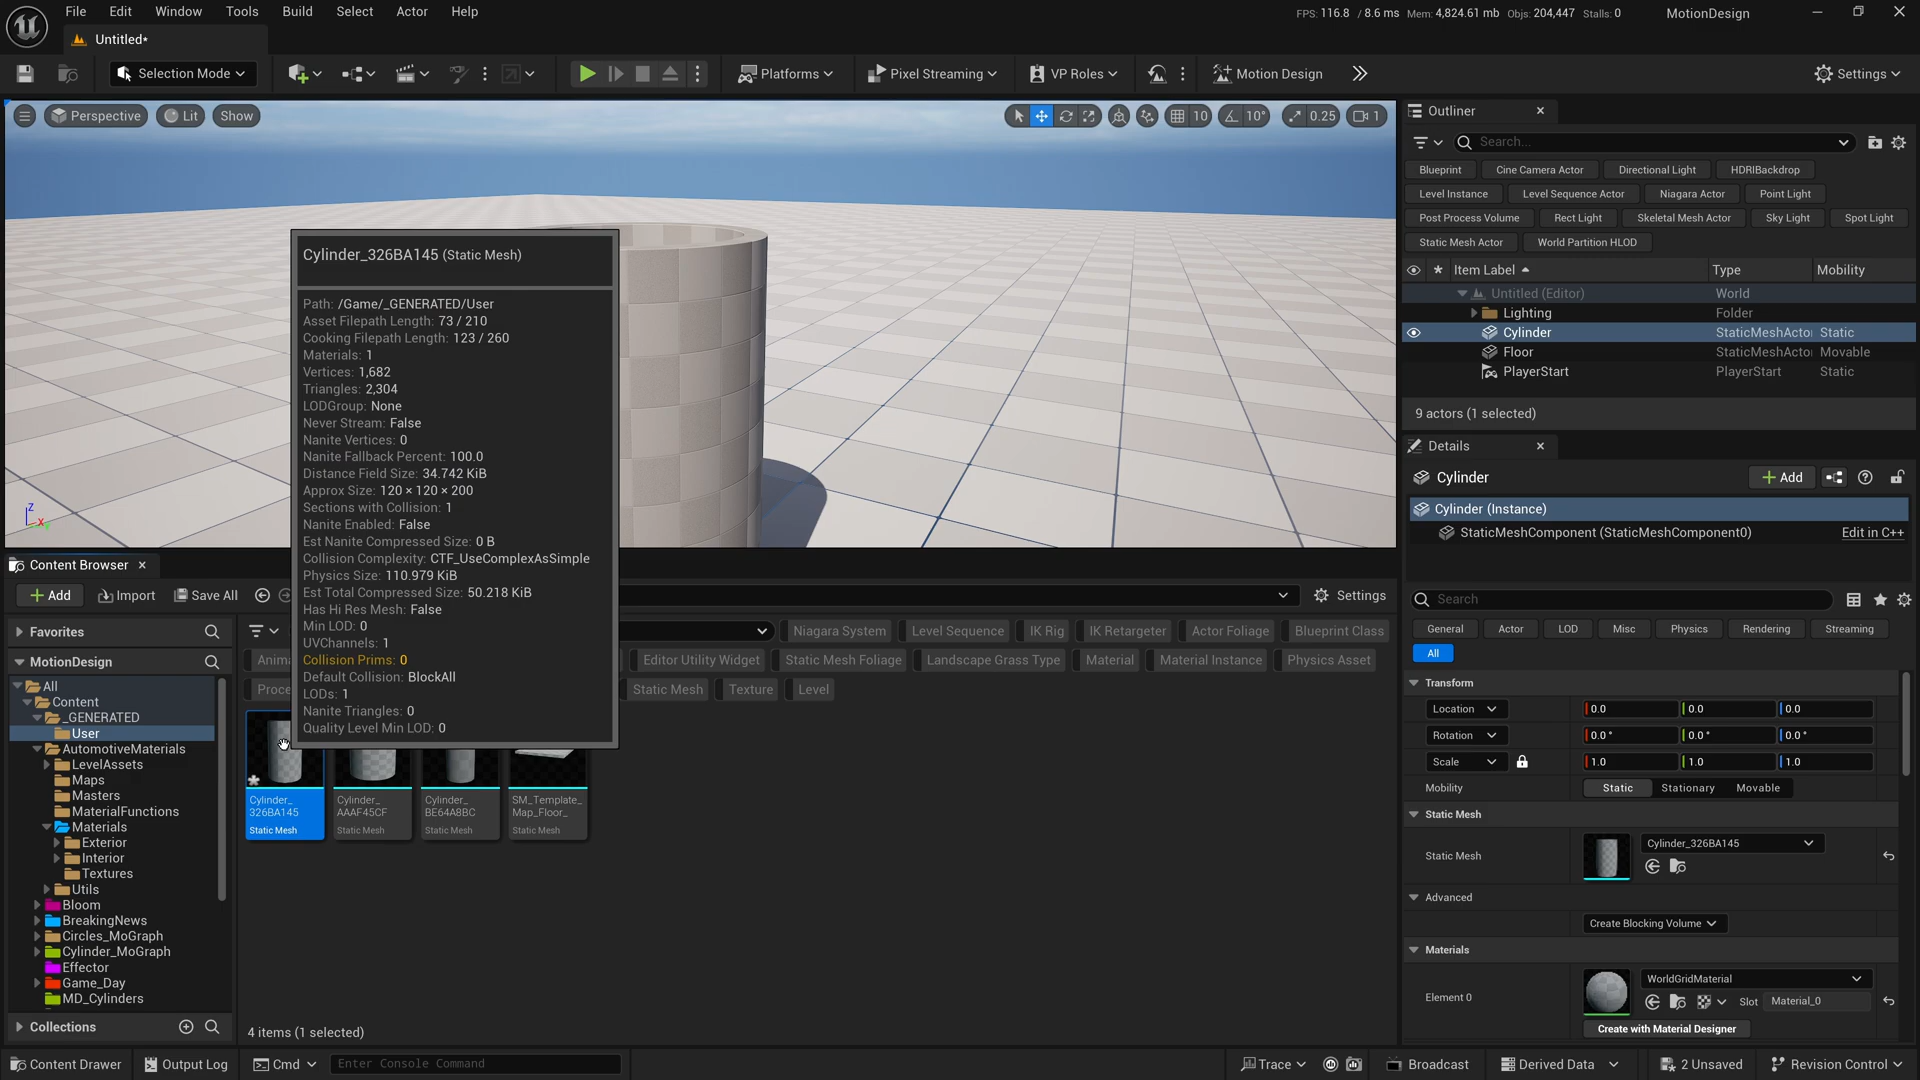 File Edit Window Tools Build Select Actor Help
FPS: 116.8 / 8.6 ms Mem: 4,824.61 mb Objs: 204,447 Stalls: 0
MotionDesign
Untitled*
Selection Mode
Platforms
Pixel Streaming
VP Roles
Motion Design
Settings
Perspective
Lit
Show
10
10°
0.25
1
Outliner
Search...
Blueprint Cine Camera Actor Directional Light HDRIBackdrop
Level Instance Level Sequence Actor Niagara Actor Point Light
Post Process Volume Rect Light Skeletal Mesh Actor Sky Light Spot Light
Static Mesh Actor World Partition HLOD
Item Label Type Mobility
Untitled (Editor) World
Lighting Folder
Cylinder StaticMeshActo Static
Floor StaticMeshActo Movable
PlayerStart PlayerStart Static
9 actors (1 selected)
Cylinder_326BA145 (Static Mesh)
Path: /Game/_GENERATED/User
Asset Filepath Length: 73 / 210
Cooking Filepath Length: 123 / 260
Materials: 1
Vertices: 1,682
Triangles: 2,304
LODGroup: None
Never Stream: False
Nanite Vertices: 0
Nanite Fallback Percent: 100.0
Distance Field Size: 34.742 KiB
Approx Size: 120 × 120 × 200
Sections with Collision: 1
Nanite Enabled: False
Est Nanite Compressed Size: 0 B
Collision Complexity: CTF_UseComplexAsSimple
Physics Size: 110.979 KiB
Est Total Compressed Size: 50.218 KiB
Has Hi Res Mesh: False
Min LOD: 0
UVChannels: 1
Collision Prims: 0
Default Collision: BlockAll
LODs: 1
Nanite Triangles: 0
Quality Level Min LOD: 0
Z
X
Details
Cylinder
Add
Cylinder (Instance)
StaticMeshComponent (StaticMeshComponent0) Edit in C++
Search
General Actor LOD Misc Physics Rendering Streaming
All
Transform
Location 0.0 0.0 0.0
Rotation 0.0 ° 0.0 ° 0.0 °
Scale 1.0 1.0 1.0
Mobility Static Stationary Movable
Static Mesh
Static Mesh Cylinder_326BA145
Advanced
Create Blocking Volume
Materials
Element 0
WorldGridMaterial
Slot Material_0
Create with Material Designer
Content Browser
Add Import Save All
Settings
Favorites
MotionDesign
All
Content
_GENERATED
User
AutomotiveMaterials
LevelAssets
Maps
Masters
MaterialFunctions
Materials
Exterior
Interior
Textures
Utils
Bloom
BreakingNews
Circles_MoGraph
Cylinder_MoGraph
Effector
Game_Day
MD_Cylinders
Collections
Niagara System Level Sequence IK Rig IK Retargeter Actor Foliage Blueprint Class
Anima Editor Utility Widget Static Mesh Foliage Landscape Grass Type Material Material Instance Physics Asset
Proce Static Mesh Texture Level
Cylinder_
326BA145
Static Mesh
Cylinder_
AAAF45CF
Static Mesh
Cylinder_
BE64A8BC
Static Mesh
SM_Template_
Map_Floor_
Static Mesh
4 items (1 selected)
Content Drawer
Output Log
Cmd
Enter Console Command
Trace
Broadcast
Derived Data
2 Unsaved
Revision Control